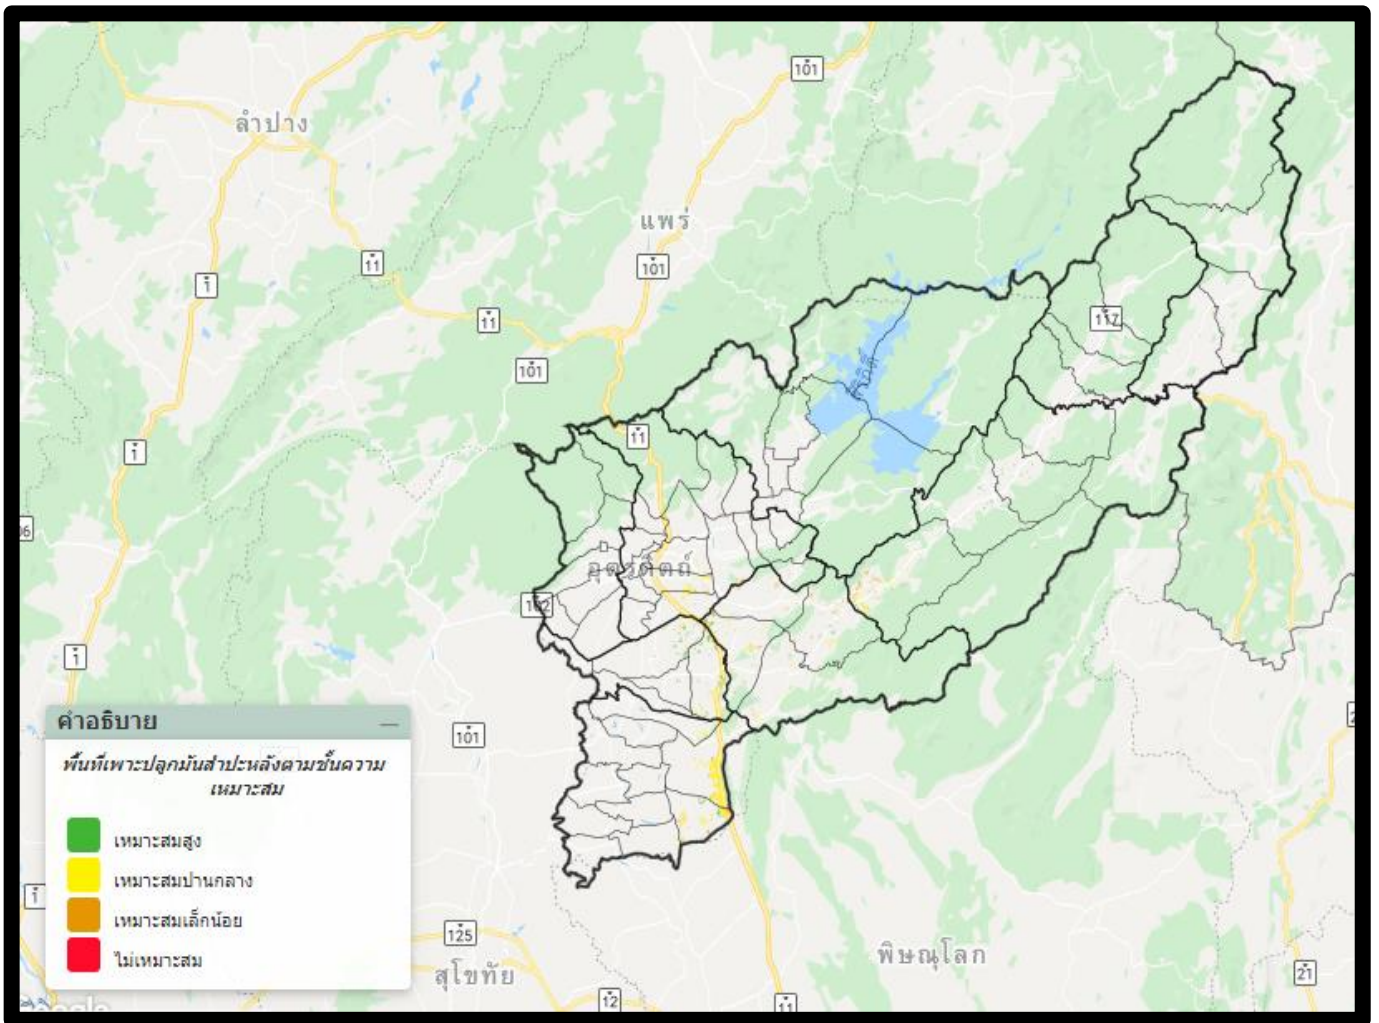 101
ลำปาง
แพร่
11
101
1
11
117
101
สิริกิติ์
11
1
อุตรดิตถ์
102
1
คำอธิบาย
พื้นที่เพาะปลูกมันสำปะหลังตามชั้นความ
เหมาะสม
เหมาะสมสูง
เหมาะสมปานกลาง
เหมาะสมเล็กน้อย
ไม่เหมาะสม
101
1
125
พิษณุโลก
สุโขทัย
21
12
11